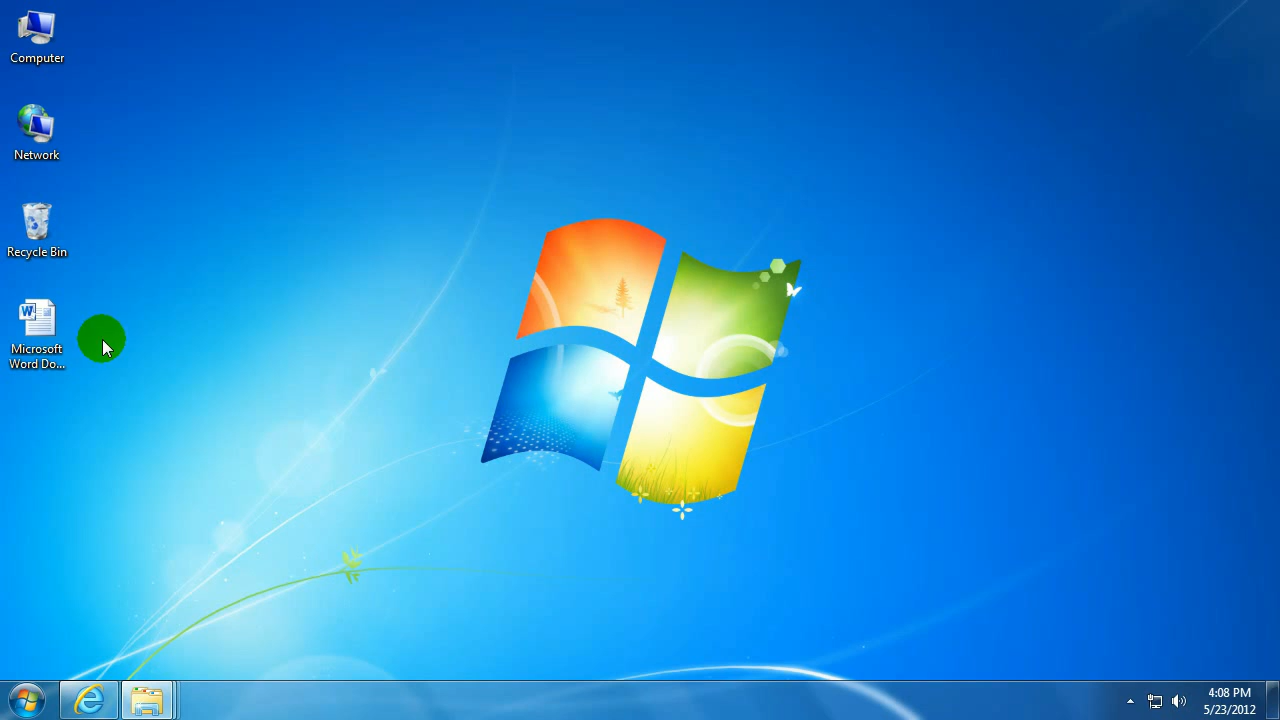 Computer
Network
Recycle Bin
Microsoft
Word Do...
4:08 PM
5/23/2012